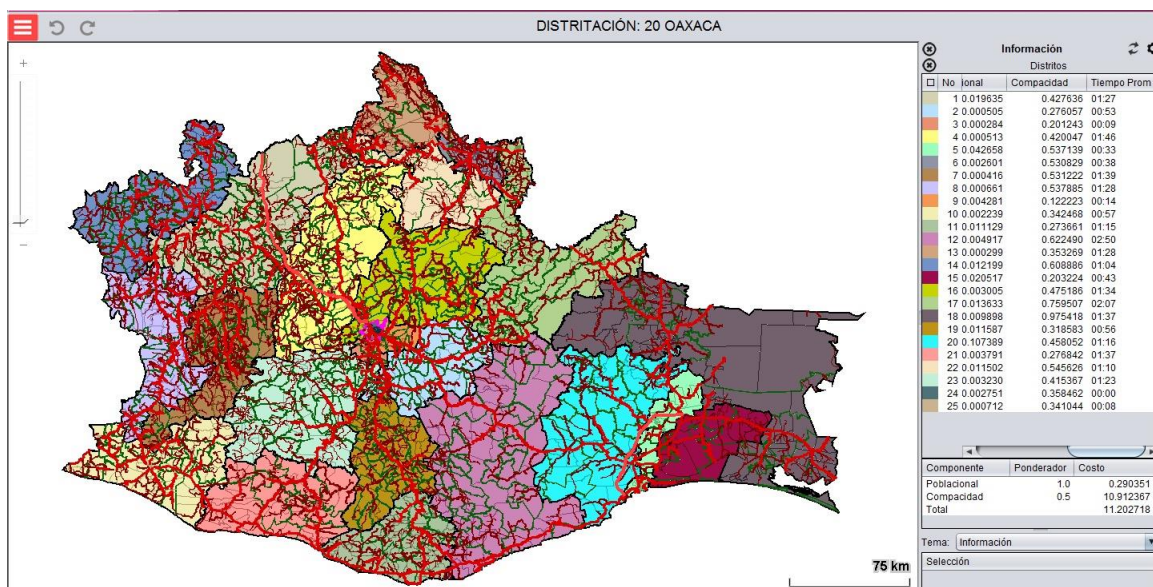 DISTRITACIÓN: 20 OAXACA
Información
Distritos
No ional Compacidad Tiempo Prom
1 0.019635 0.427636 01:27
2 0.000505 0.276057 00:53
3 0.000284 0.201243 00:09
4 0.000513 0.420047 01:46
5 0.042658 0.537139 00:33
6 0.002601 0.530829 00:38
7 0.000416 0.531222 01:39
8 0.000661 0.537885 01:28
9 0.004281 0.122223 00:14
10 0.002239 0.342468 00:57
11 0.011129 0.273661 01:15
12 0.004917 0.622490 02:50
13 0.000299 0.353269 01:28
14 0.012199 0.608886 01:04
15 0.020517 0.203224 00:43
16 0.003005 0.475186 01:34
17 0.013633 0.759507 02:07
18 0.009898 0.975418 01:37
19 0.011587 0.318583 00:56
20 0.107389 0.458052 01:16
21 0.003791 0.276842 01:37
22 0.011502 0.545626 01:10
23 0.003230 0.415367 01:23
24 0.002751 0.358462 00:00
25 0.000712 0.341044 00:08
Componente Ponderador Costo
Poblacional 1.0 0.290351
Compacidad 0.5 10.912367
Total 11.202718
Tema: Información
Selección
75 km